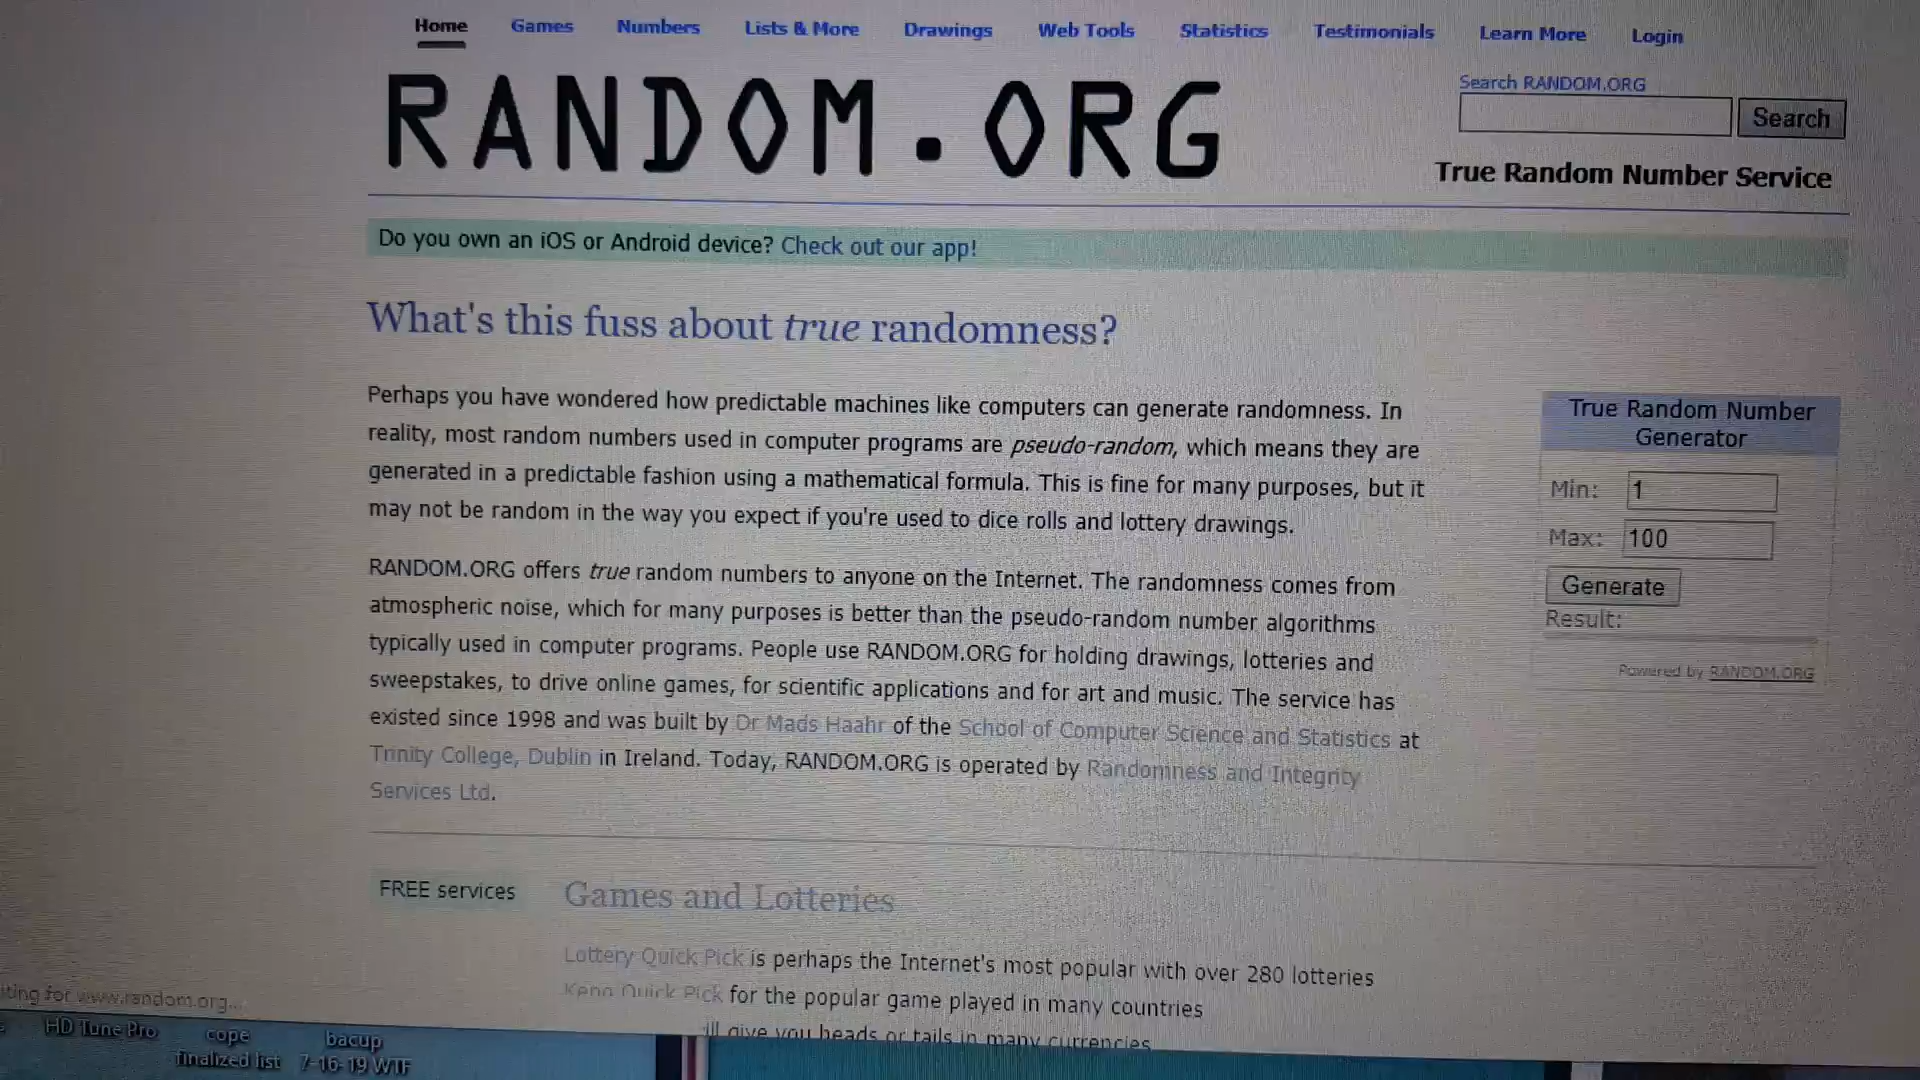 Home Games Numbers Lists & More Drawings Web Tools Statistics Testimonials Learn More Login
RANDOM.ORG
Search RANDOM.ORG
Search
True Random Number Service
Do you own an iOS or Android device? Check out our app!
What's this fuss about true randomness?
Perhaps you have wondered how predictable machines like computers can generate randomness. In
reality, most random numbers used in computer programs are pseudo-random, which means they are
generated in a predictable fashion using a mathematical formula. This is fine for many purposes, but it
may not be random in the way you expect if you're used to dice rolls and lottery drawings.
RANDOM.ORG offers true random numbers to anyone on the Internet. The randomness comes from
atmospheric noise, which for many purposes is better than the pseudo-random number algorithms
typically used in computer programs. People use RANDOM.ORG for holding drawings, lotteries and
sweepstakes, to drive online games, for scientific applications and for art and music. The service has
existed since 1998 and was built by Dr Mads Haahr of the School of Computer Science and Statistics at
Trinity College, Dublin in Ireland. Today, RANDOM.ORG is operated by Randomness and Integrity
Services Ltd.
True Random Number
Generator
Min: 1
Max: 100
Generate
Result:
Powered by RANDOM.ORG
FREE services
Games and Lotteries
Lottery Quick Pick is perhaps the Internet's most popular with over 280 lotteries
Keno Quick Pick for the popular game played in many countries
give you heads or tails in many currencies
for www.random.org...
HD Tune Pro
cope
finalized list
bacup
7-16-19 WTF